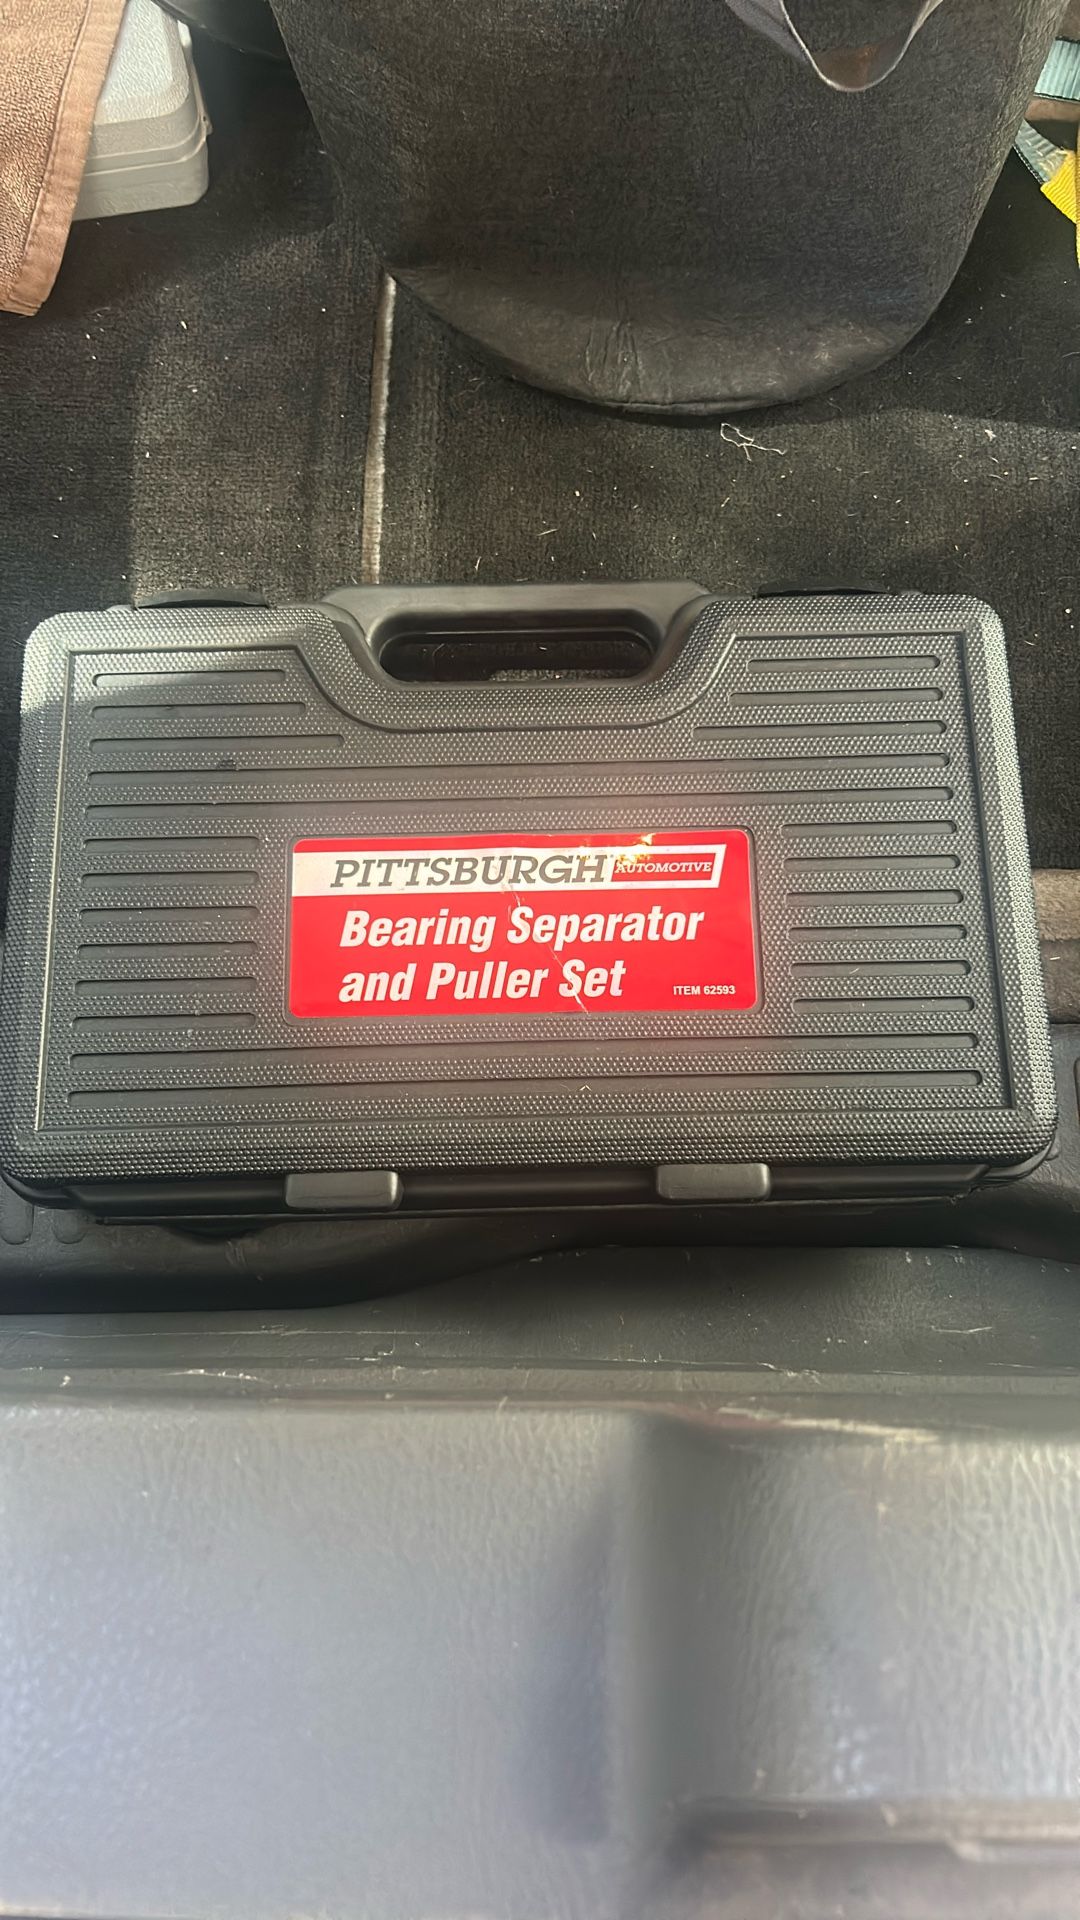 PITTSBURGH AUTOMOTIVE
Bearing Separator
and Puller Set
ITEM 62593